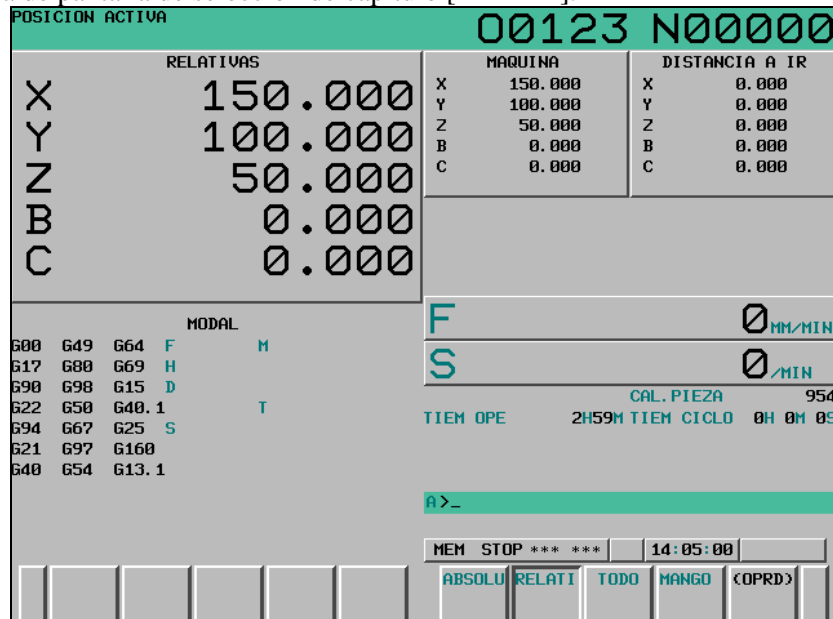 POSICION ACTIVA
O0123 N00000
RELATIVAS
X 150.000
Y 100.000
Z 50.000
B 0.000
C 0.000
MAQUINA
X 150.000
Y 100.000
Z 50.000
B 0.000
C 0.000
DISTANCIA A IR
X 0.000
Y 0.000
Z 0.000
B 0.000
C 0.000
MODAL
G00 G49 G64 F M
G17 G80 G69 H
G90 G98 G15 D
G22 G50 G40.1 T
G94 G67 G25 S
G21 G97 G160
G40 G54 G13.1
F 0 MM/MIN
S 0 /MIN
CAL.PIEZA 954
TIEM OPE 2H59M TIEM CICLO 0H 0M 0S
A>_
MEM STOP *** *** 14:05:00
ABSOLU RELATI TODO MANGO (OPRD)